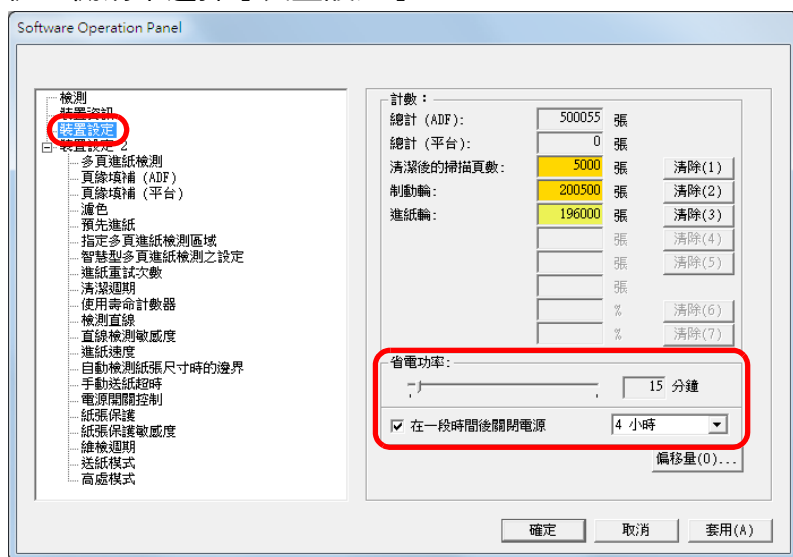 Software Operation Panel
檢測
裝置資訊
裝置設定
裝置設定 2
多頁進紙檢測
頁緣填補 (ADF)
頁緣填補 (平台)
濾色
預先進紙
指定多頁進紙檢測區域
智慧型多頁進紙檢測之設定
進紙重試次數
清潔週期
使用壽命計數器
檢測直線
直線檢測敏感度
進紙速度
自動檢測紙張尺寸時的邊界
手動送紙超時
電源開關控制
紙張保護
紙張保護敏感度
維檢週期
送紙模式
高處模式
計數:
總計 (ADF): 500055 張
總計 (平台): 0 張
清潔後的掃描頁數: 5000 張 清除(1)
制動輪: 200500 張 清除(2)
進紙輪: 196000 張 清除(3)
張 清除(4)
張 清除(5)
張
% 清除(6)
% 清除(7)
省電功率:
15 分鐘
在一段時間後關閉電源 4 小時
偏移量(O)...
確定 取消 套用(A)